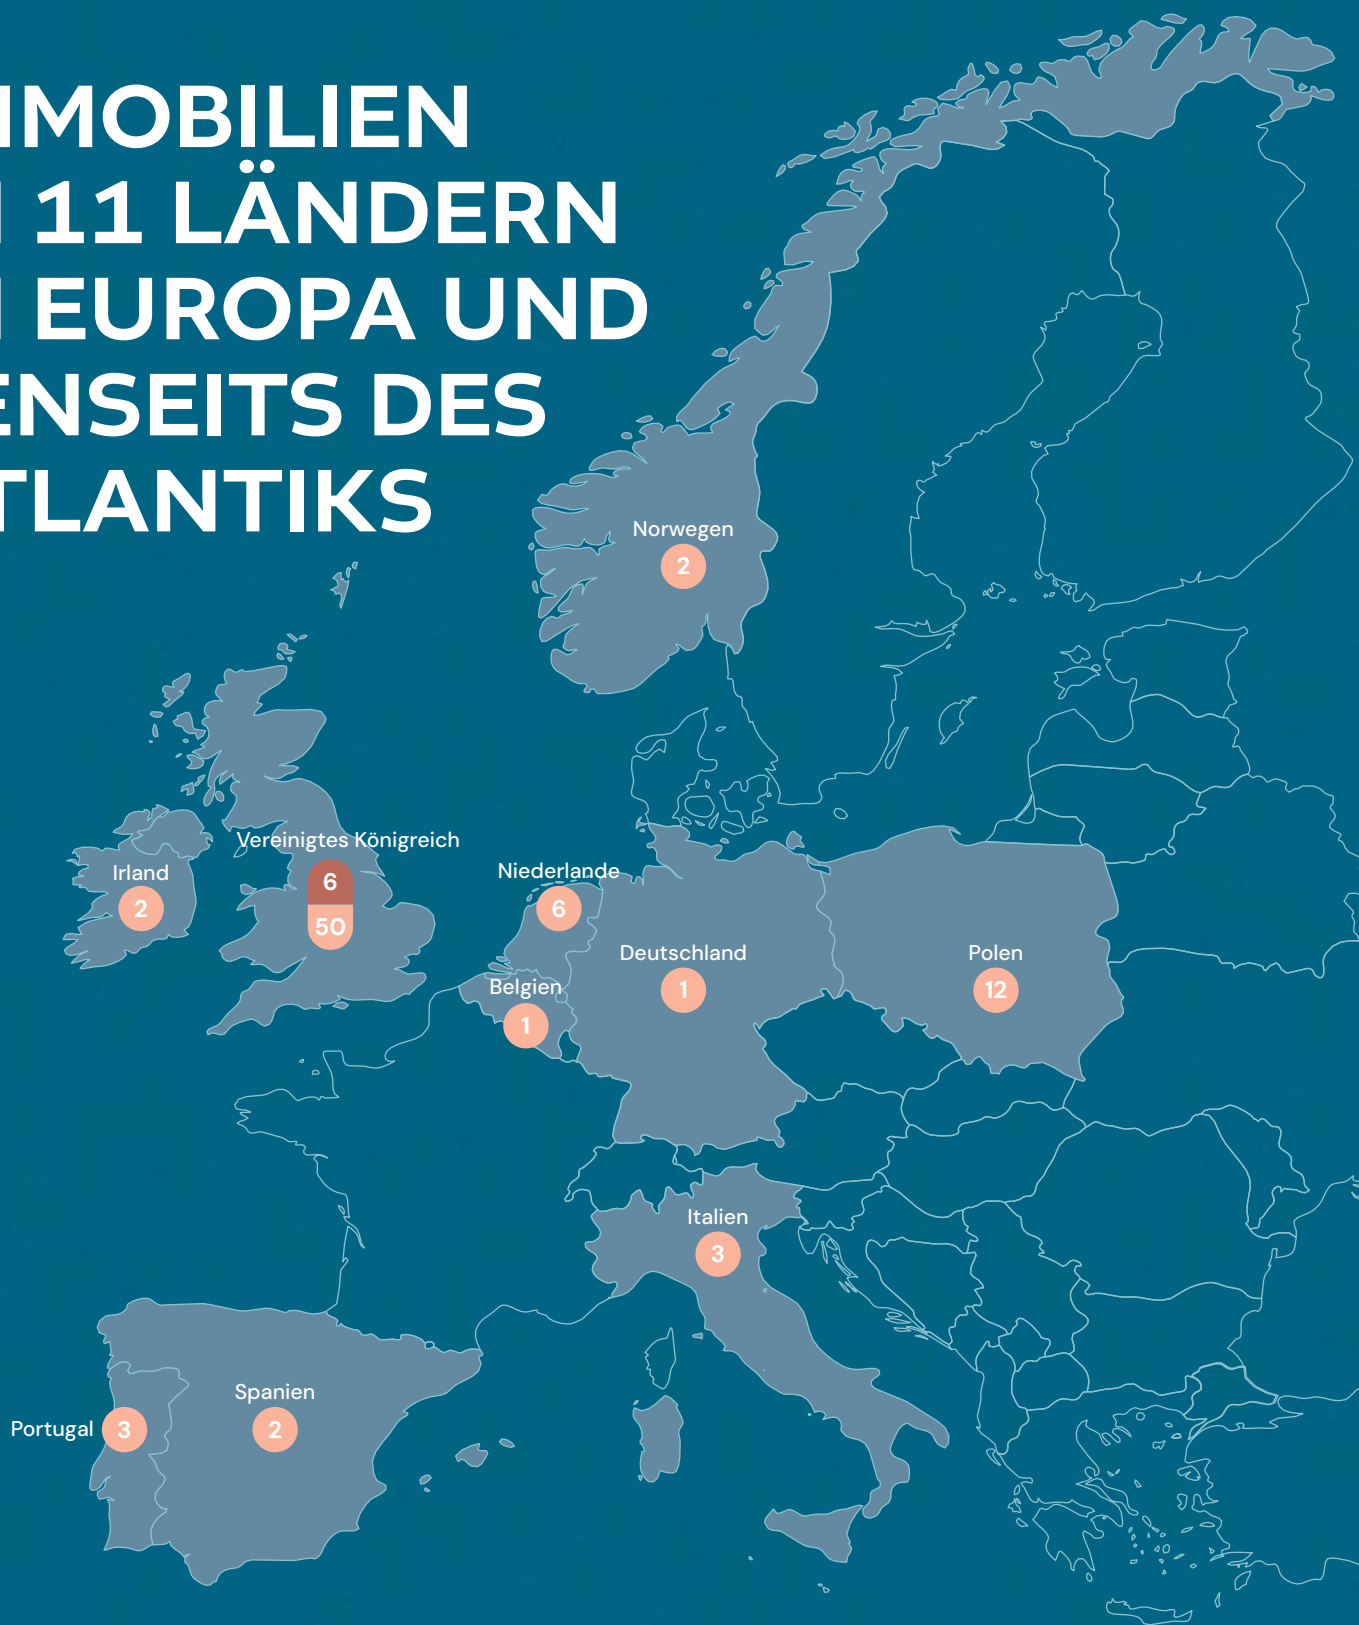 MOBILIEN
11 LÄNDERN
EUROPA UND
ENSEITS DES
TLANTIKS
Norwegen
2
Vereinigtes Königreich
6
50
Irland
2
Niederlande
6
Deutschland
1
Polen
12
Belgien
1
Italien
3
Spanien
2
Portugal
3